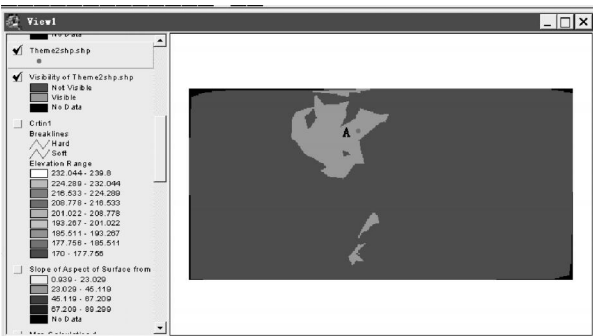 View1
No Data
Theme2shp.shp
Visibility of Theme2shp.shp
Not Visible
Visible
No Data
Crtin1
Breaklines
Hard
Soft
Elevation Range
232.044 - 239.8
224.289 - 232.044
216.533 - 224.289
208.778 - 216.533
201.022 - 208.778
193.267 - 201.022
185.511 - 193.267
177.756 - 185.511
170 - 177.756
Slope of Aspect of Surface from
0.939 - 23.029
23.029 - 45.119
45.119 - 67.209
67.209 - 89.299
No Data
A